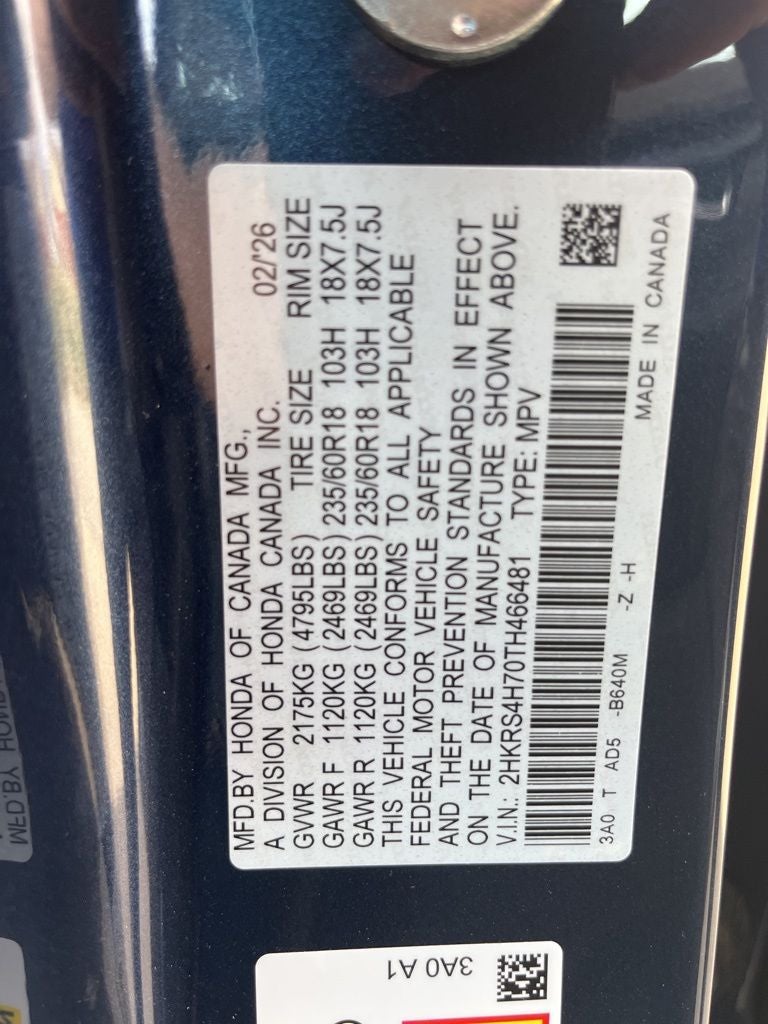 MFD.BY HONDA OF CANADA MFG.,
A DIVISION OF HONDA CANADA INC. 02/'26
GVWR 2175KG (4795LBS) TIRE SIZE RIM SIZE
GAWR F 1120KG (2469LBS) 235/60R18 103H 18X7.5J
GAWR R 1120KG (2469LBS) 235/60R18 103H 18X7.5J
THIS VEHICLE CONFORMS TO ALL APPLICABLE
FEDERAL MOTOR VEHICLE SAFETY
AND THEFT PREVENTION STANDARDS IN EFFECT
ON THE DATE OF MANUFACTURE SHOWN ABOVE.
V.I.N.: 2HKRS4H70TH466481 TYPE: MPV
3A0 T AD5 -B640M -Z -H
MADE IN CANADA
3A0 A1
MFD.BY